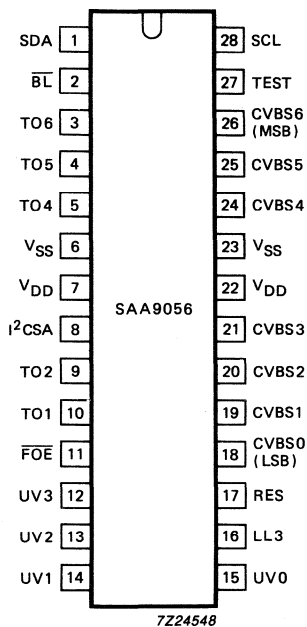 SDA 1
28 SCL
BL 2
27 TEST
TO6 3
26 CVBS6
(MSB)
TO5 4
25 CVBS5
TO4 5
24 CVBS4
VSS 6
23 VSS
VDD 7
22 VDD
SAA9056
I²CSA 8
21 CVBS3
TO2 9
20 CVBS2
TO1 10
19 CVBS1
FOE 11
18 CVBS0
(LSB)
UV3 12
17 RES
UV2 13
16 LL3
UV1 14
15 UV0
7Z24548